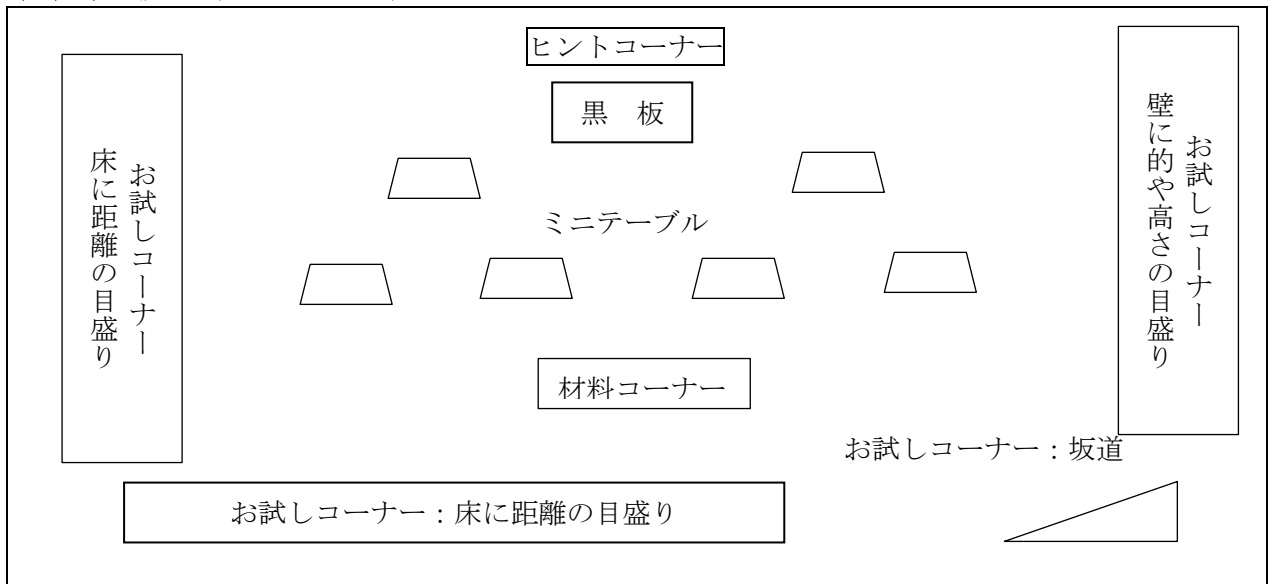 ヒントコーナー
黒　板
お試しコーナー
床に距離の目盛り
お試しコーナー
壁に的や高さの目盛り
ミニテーブル
材料コーナー
お試しコーナー：坂道
お試しコーナー：床に距離の目盛り